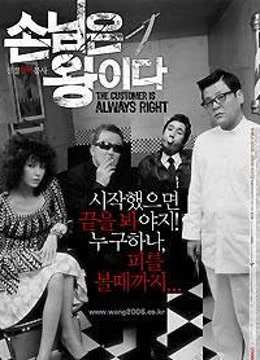 손님은
왕이다
THE CUSTOMER IS
ALWAYS RIGHT
시작했으면
끝을 봐야지!
누구하나,
피를
볼때까지...
www.wang2006.co.kr